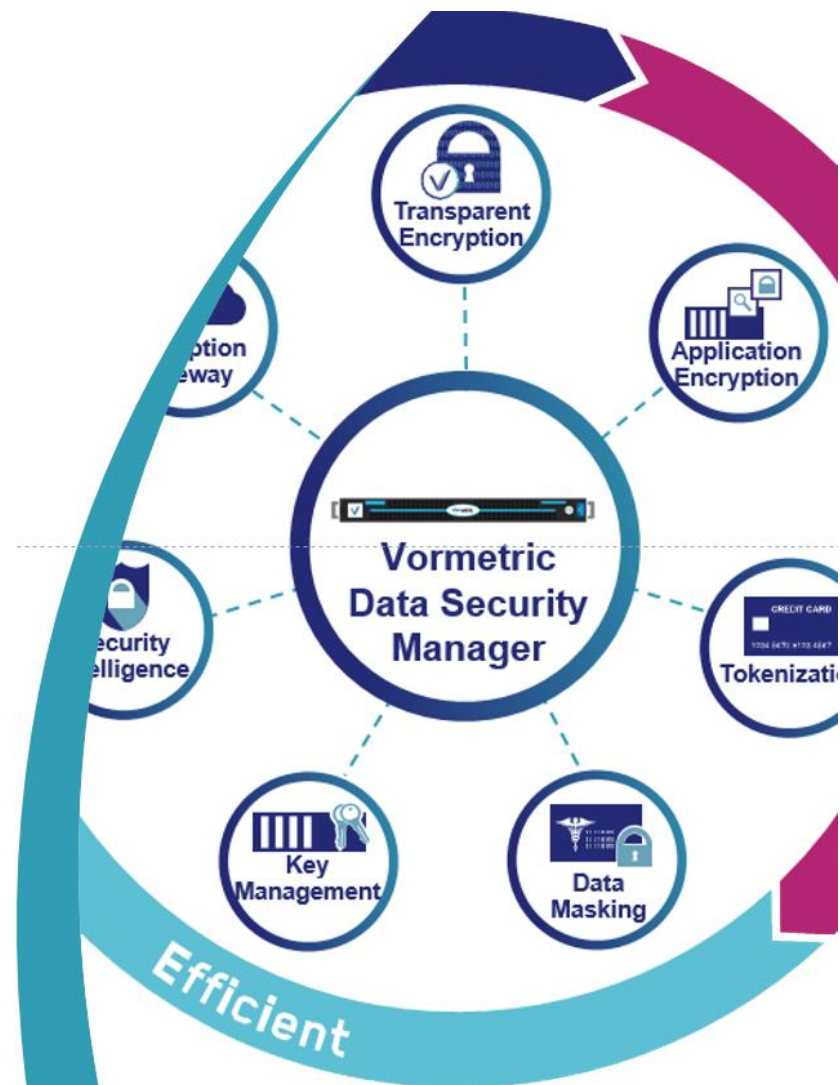 Transparent
Encryption
ption
eway
Application
Encryption
Vormetric
Data Security
Manager
ecurity
elligence
CREDIT CARD
Tokenizati
Key
Management
Data
Masking
Efficient